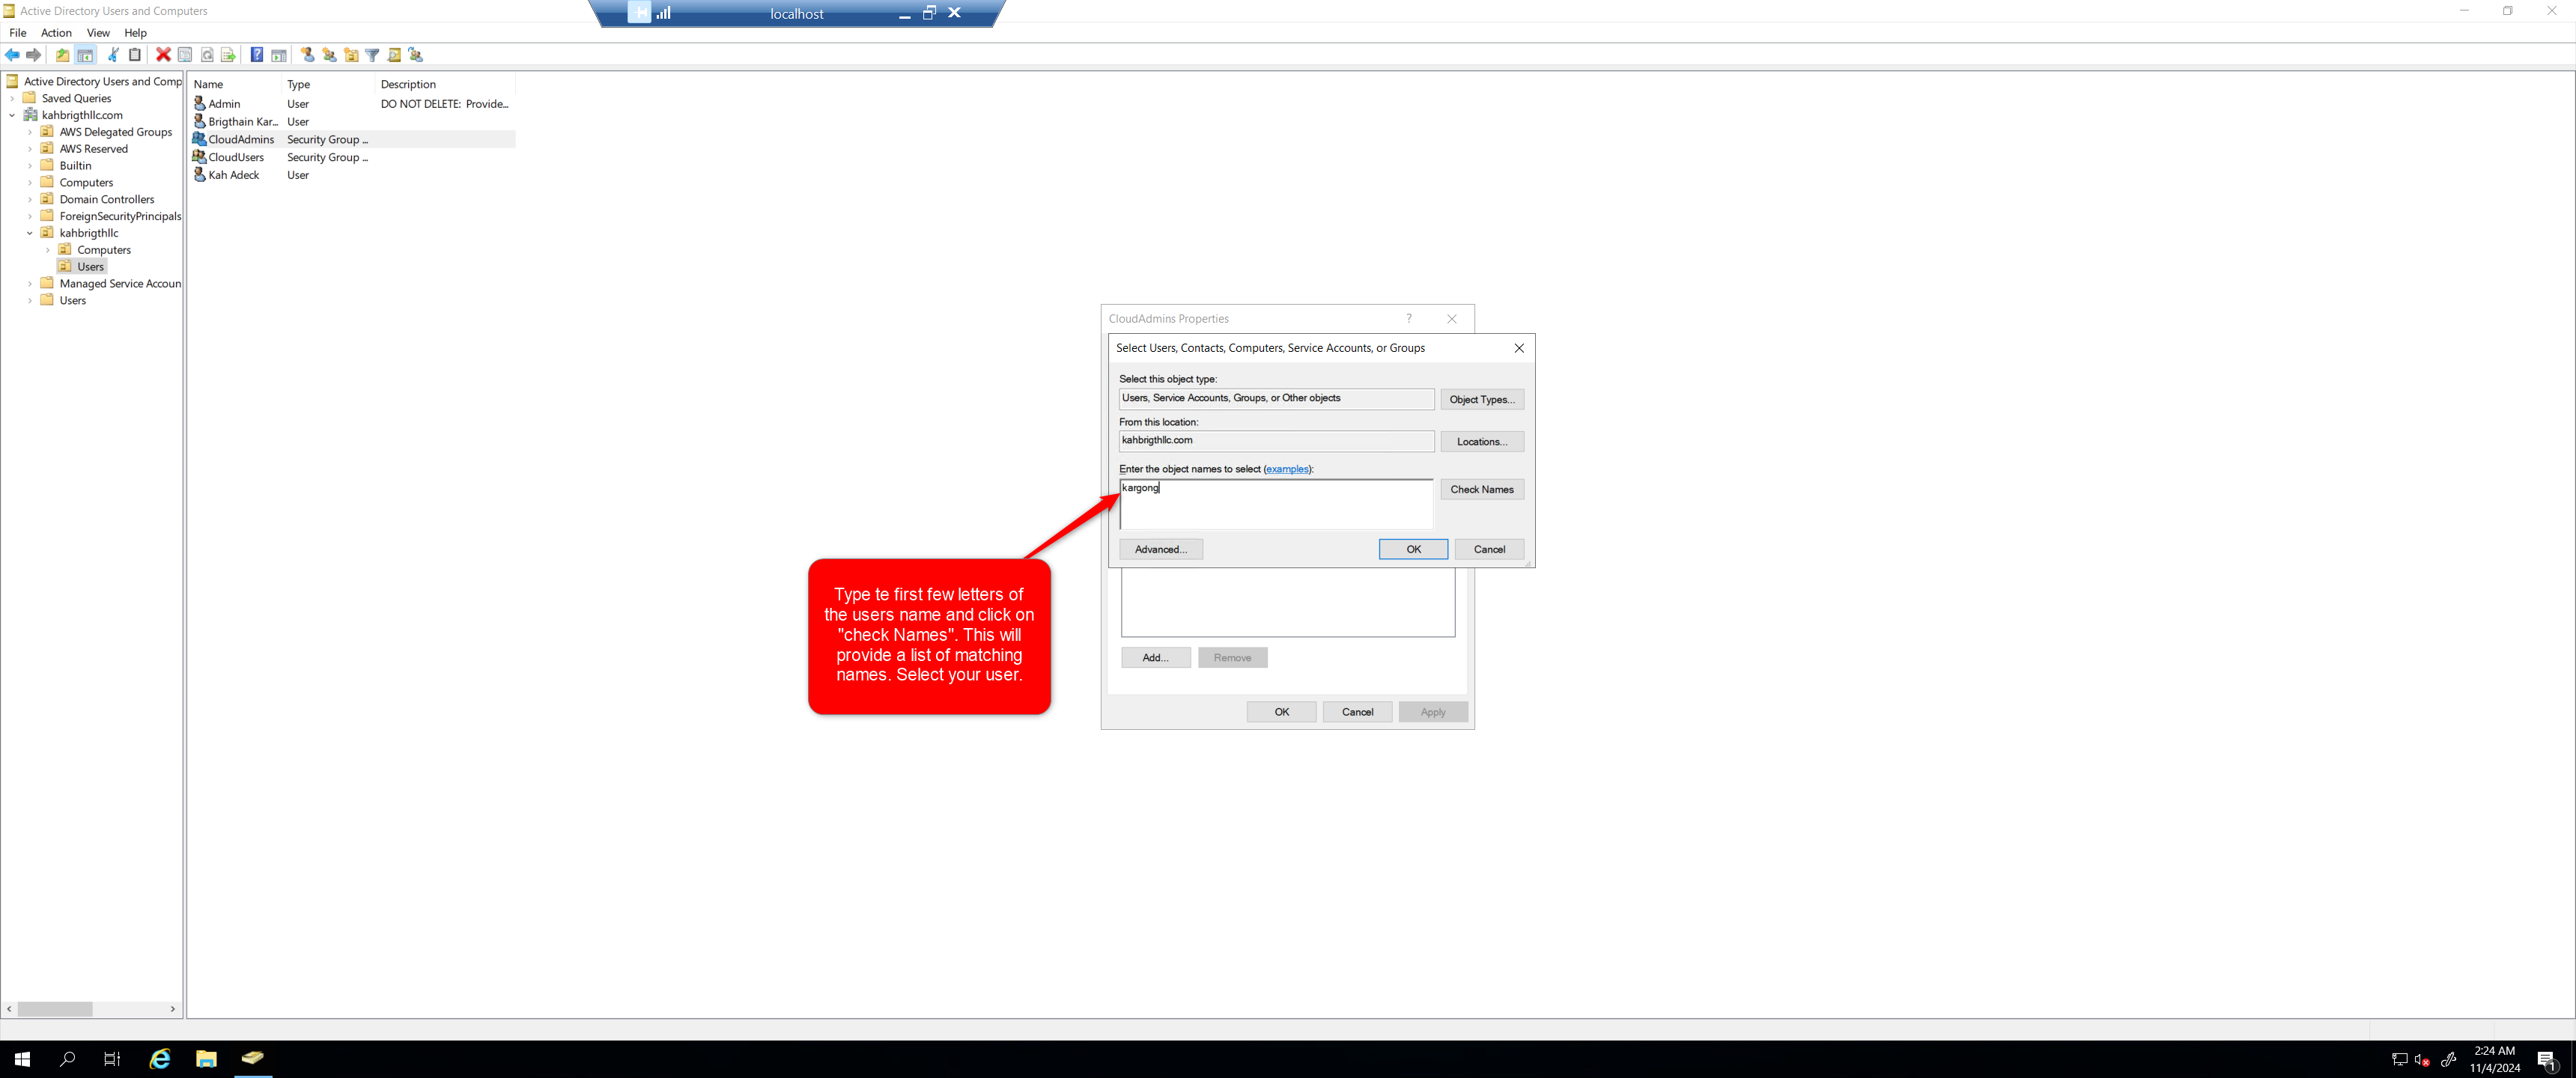 Active Directory Users and Computers
localhost
File Action View Help
Active Directory Users and Comp
Saved Queries
kahbrigthllc.com
AWS Delegated Groups
AWS Reserved
Builtin
Computers
Domain Controllers
ForeignSecurityPrincipals
kahbrigthllc
Computers
Users
Managed Service Accoun
Users
Name Type Description
Admin User DO NOT DELETE: Provide...
Brigthain Kar... User
CloudAdmins Security Group ...
CloudUsers Security Group ...
Kah Adeck User
CloudAdmins Properties ?
Select Users, Contacts, Computers, Service Accounts, or Groups
Select this object type:
Users, Service Accounts, Groups, or Other objects Object Types...
From this location:
kahbrigthllc.com Locations...
Enter the object names to select (examples):
kargong Check Names
Advanced... OK Cancel
Add... Remove
OK Cancel Apply
Type te first few letters of
the users name and click on
"check Names". This will
provide a list of matching
names. Select your user.
2:24 AM
11/4/2024
1